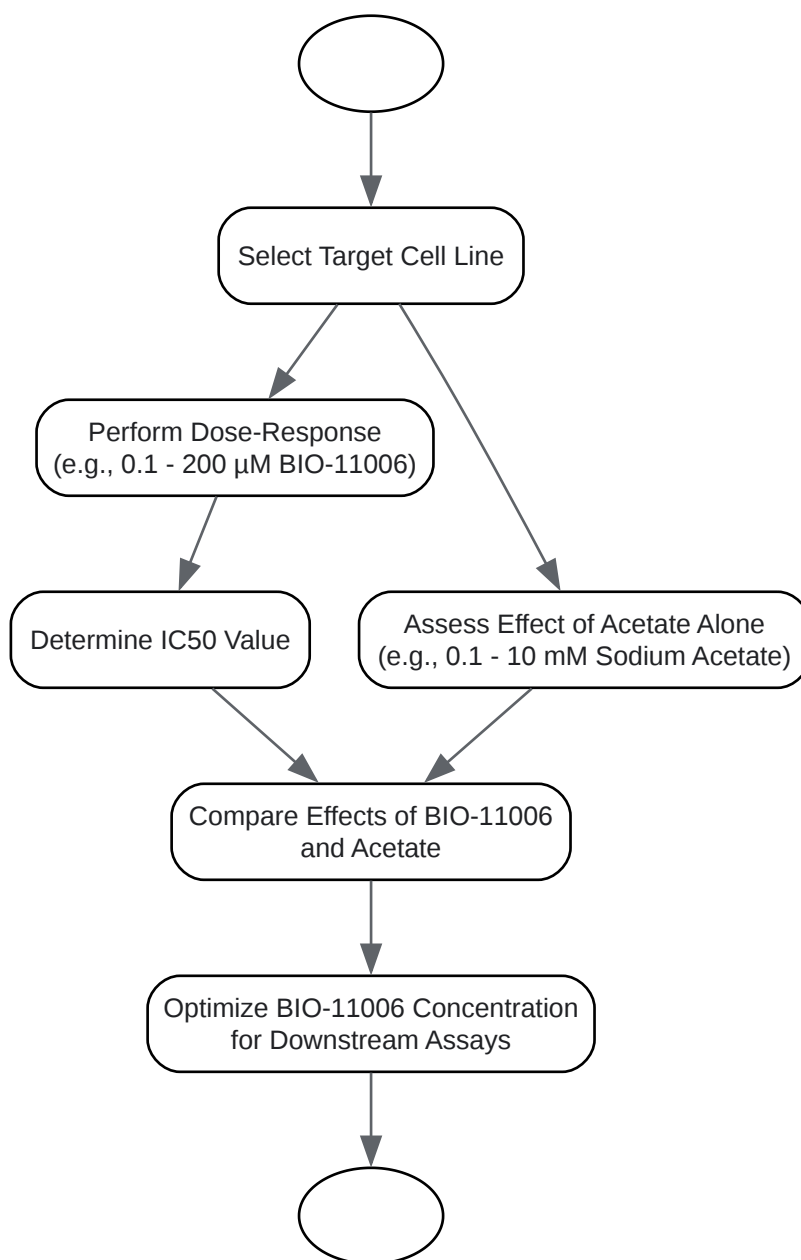 Select Target Cell Line
Perform Dose-Response
(e.g., 0.1 - 200 µM BIO-11006)
Determine IC50 Value
Assess Effect of Acetate Alone
(e.g., 0.1 - 10 mM Sodium Acetate)
Compare Effects of BIO-11006
and Acetate
Optimize BIO-11006 Concentration
for Downstream Assays